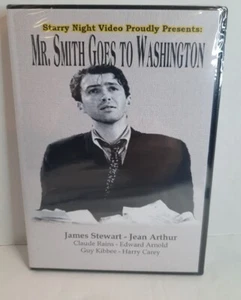 Starry Night Video Proudly Presents:
MR. SMITH GOES TO WASHINGTON
James Stewart - Jean Arthur
Claude Rains - Edward Arnold
Guy Kibbee - Harry Carey